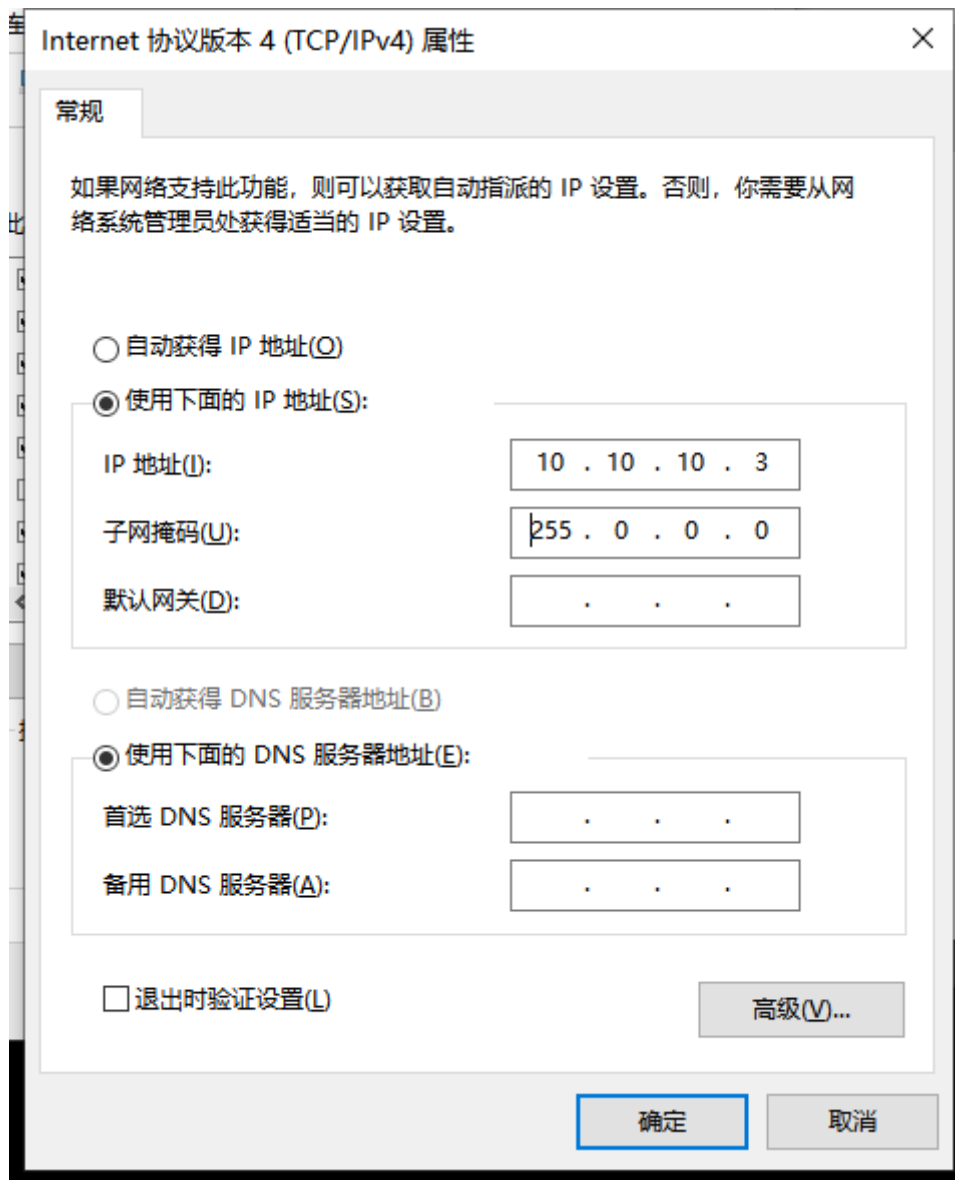 Internet 协议版本 4 (TCP/IPv4) 属性
常规
如果网络支持此功能，则可以获取自动指派的 IP 设置。否则，你需要从网
络系统管理员处获得适当的 IP 设置。
自动获得 IP 地址(O)
使用下面的 IP 地址(S):
IP 地址(I):
10 . 10 . 10 . 3
子网掩码(U):
255 . 0 . 0 . 0
默认网关(D):
. . .
自动获得 DNS 服务器地址(B)
使用下面的 DNS 服务器地址(E):
首选 DNS 服务器(P):
. . .
备用 DNS 服务器(A):
. . .
退出时验证设置(L)
高级(V)...
确定
取消